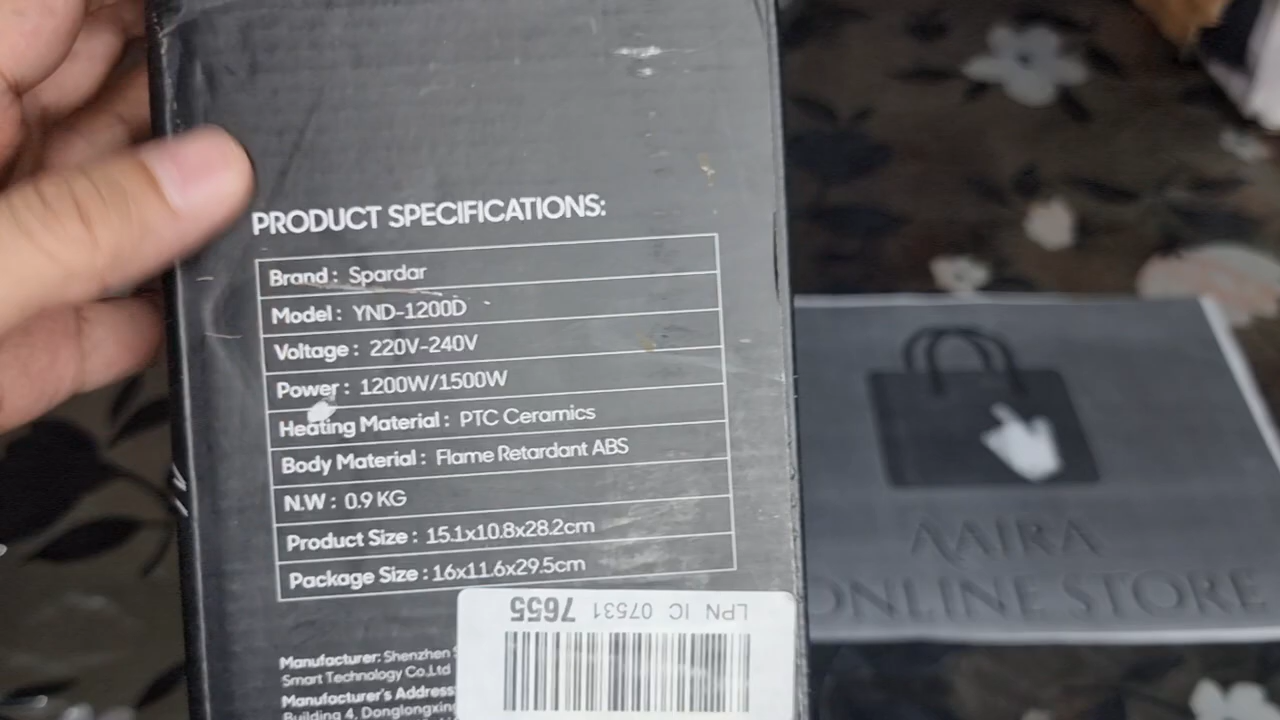 PRODUCT SPECIFICATIONS:
Brand: Spardar
Model: YND-1200D
Voltage: 220V-240V
Power: 1200W/1500W
Heating Material: PTC Ceramics
Body Material: Flame Retardant ABS
N.W: 0.9 KG
Product Size: 15.1x10.8x28.2cm
Package Size: 16x11.6x29.5cm
LPN IC 07531 7655
Manufacturer: Shenzhen
Smart Technology Co.,Ltd
Manufacturer's Address
Building 4, Donglongxing
AAIRA
ONLINE STORE